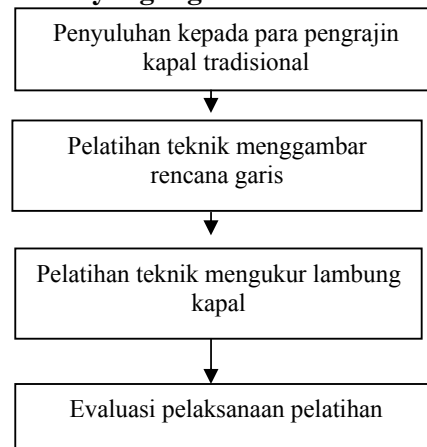 Penyuluhan kepada para pengrajin
kapal tradisional
Pelatihan teknik menggambar
rencana garis
Pelatihan teknik mengukur lambung
kapal
Evaluasi pelaksanaan pelatihan